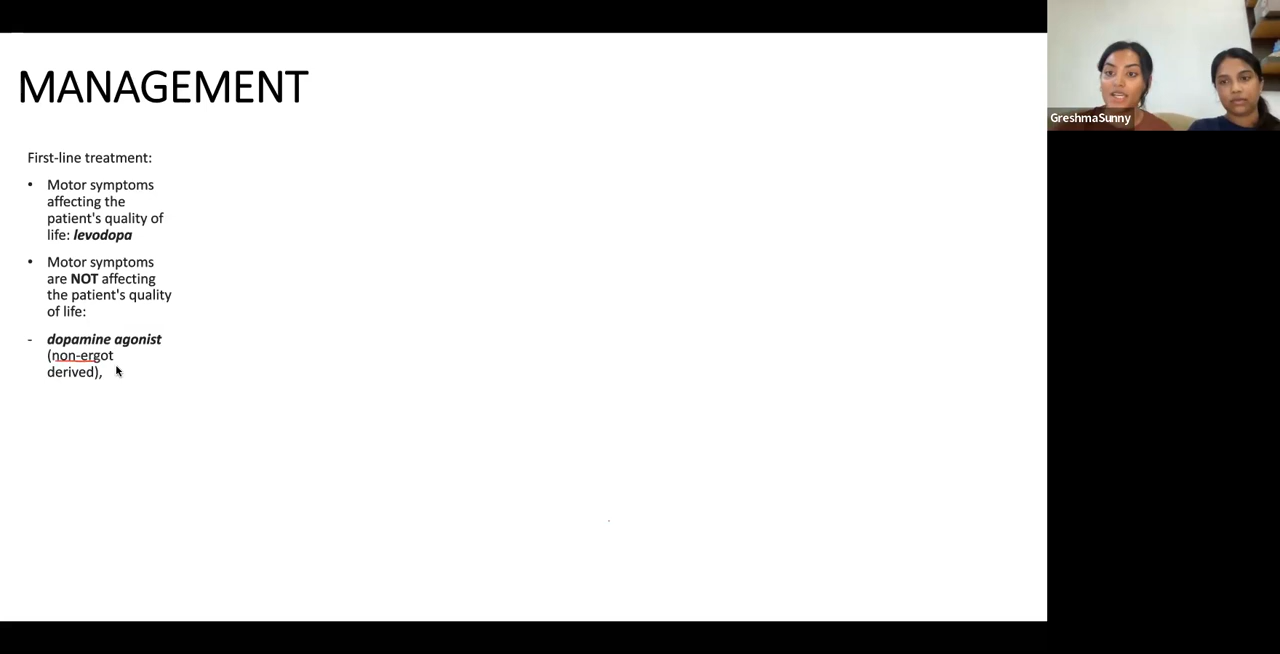 MANAGEMENT
GreshmaSunny
First-line treatment:
• Motor symptoms
affecting the
patient's quality of
life: levodopa
• Motor symptoms
are NOT affecting
the patient's quality
of life:
- dopamine agonist
(non-ergot
derived),